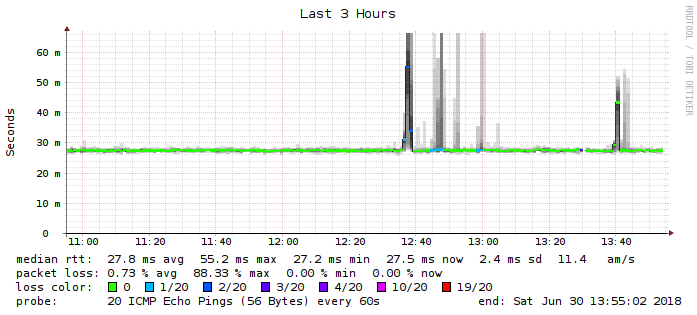 Last 3 Hours
RRDTOOL / TOBI OETIKER
Seconds
60 m
50 m
40 m
30 m
20 m
10 m
0
11:00 11:20 11:40 12:00 12:20 12:40 13:00 13:20 13:40
median rtt: 27.8 ms avg 55.2 ms max 27.2 ms min 27.5 ms now 2.4 ms sd 11.4 am/s
packet loss: 0.73 % avg 88.33 % max 0.00 % min 0.00 % now
loss color: 0 1/20 2/20 3/20 4/20 10/20 19/20
probe: 20 ICMP Echo Pings (56 Bytes) every 60s end: Sat Jun 30 13:55:02 2018